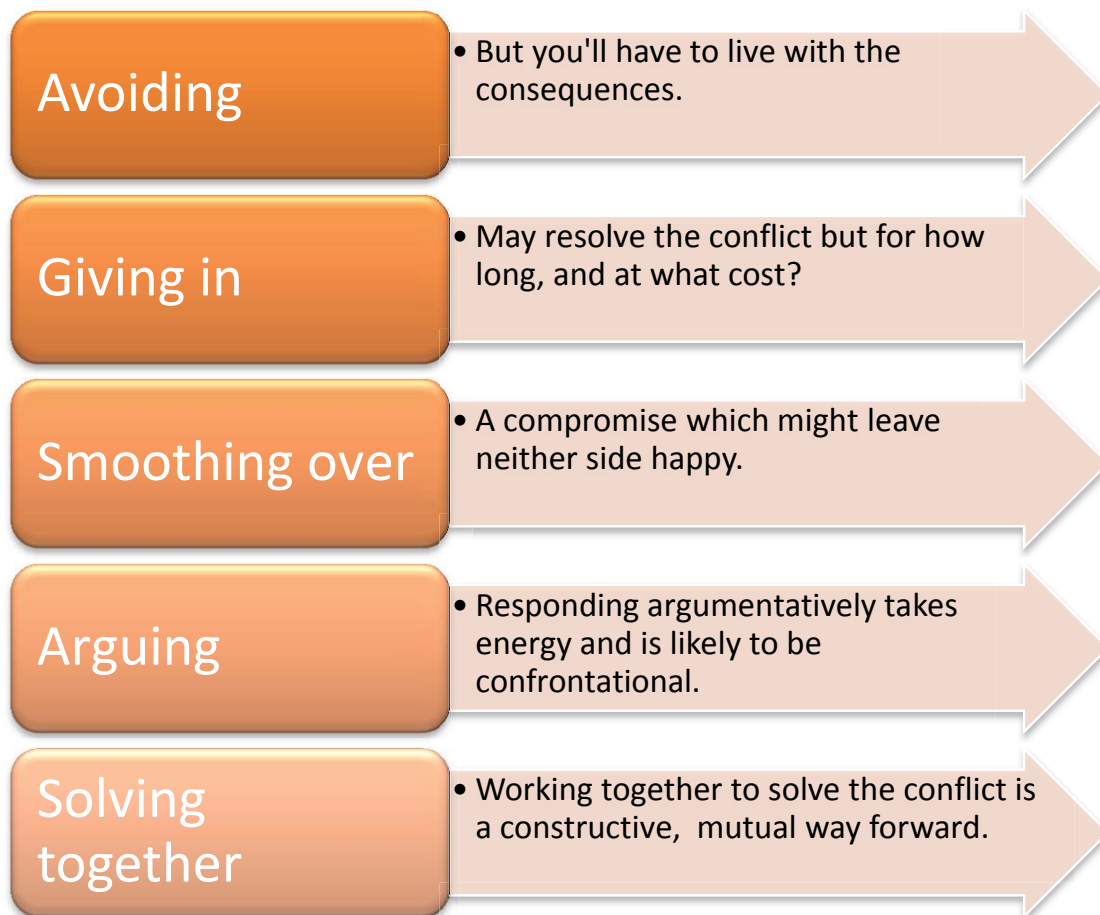 Avoiding
• But you'll have to live with the
consequences.
Giving in
• May resolve the conflict but for how
long, and at what cost?
Smoothing over
• A compromise which might leave
neither side happy.
Arguing
• Responding argumentatively takes
energy and is likely to be
confrontational.
Solving
together
• Working together to solve the conflict is
a constructive,  mutual way forward.